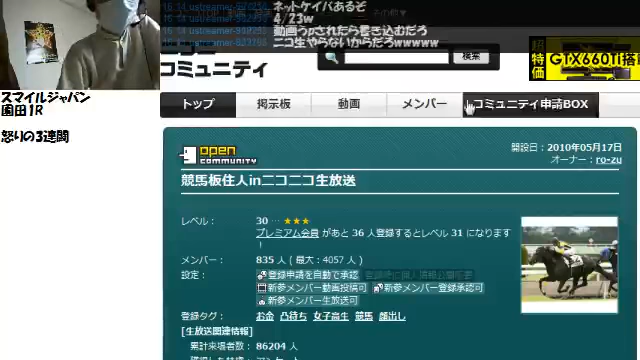 ネットケイバあるぞ
4/23w
動画うpされたら書き込むだろ
ニコ生やらないからだろwwwww
コミュニティ
検索
超特価
GTX660Ti搭
スマイルジャパン
園田1R
怒りの3連闘
トップ
掲示板
動画
メンバー
コミュニティ申請BOX
open
COMMUNITY
開設日：2010年05月17日
オーナー：ro-zu
競馬板住人inニコニコ生放送
レベル：
30 … ★★★
プレミアム会員 があと 36 人登録するとレベル 31 になります！
メンバー：
835 人 ( 最大：4057 人 )
設定：
登録申請を自動で承認
新参メンバー動画投稿可
新参メンバー登録承認可
新参メンバー生放送可
登録タグ：
お金 凸待ち 女子高生 競馬 顔出し
[生放送関連情報]
累計来場者数：
86204 人